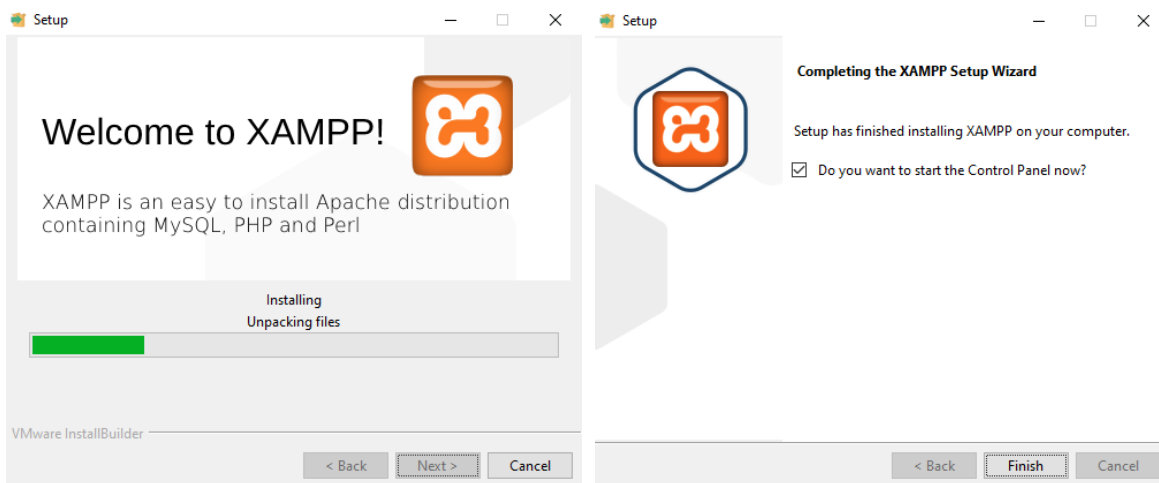 Setup
Welcome to XAMPP!
XAMPP is an easy to install Apache distribution
containing MySQL, PHP and Perl
Installing
Unpacking files
VMware InstallBuilder
< Back
Next >
Cancel
Setup
Completing the XAMPP Setup Wizard
Setup has finished installing XAMPP on your computer.
Do you want to start the Control Panel now?
< Back
Finish
Cancel